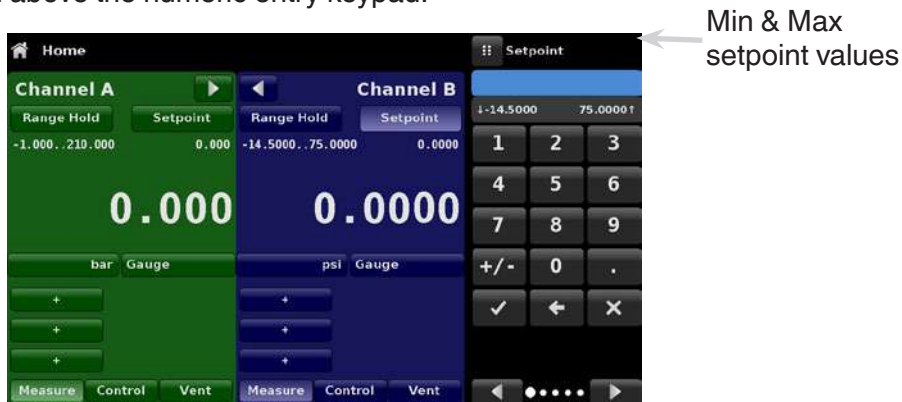 above the numeric entry keypad.
Min & Max
setpoint values
Home
Setpoint
Channel A
Channel B
Range Hold Setpoint
Range Hold Setpoint
↓-14.5000 75.0000↑
-1.000..210.000 0.000
-14.5000..75.0000 0.0000
0.000
0.0000
1 2 3
4 5 6
7 8 9
+/- 0 .
bar Gauge
psi Gauge
+
+
+
+
+
+
Measure Control Vent
Measure Control Vent